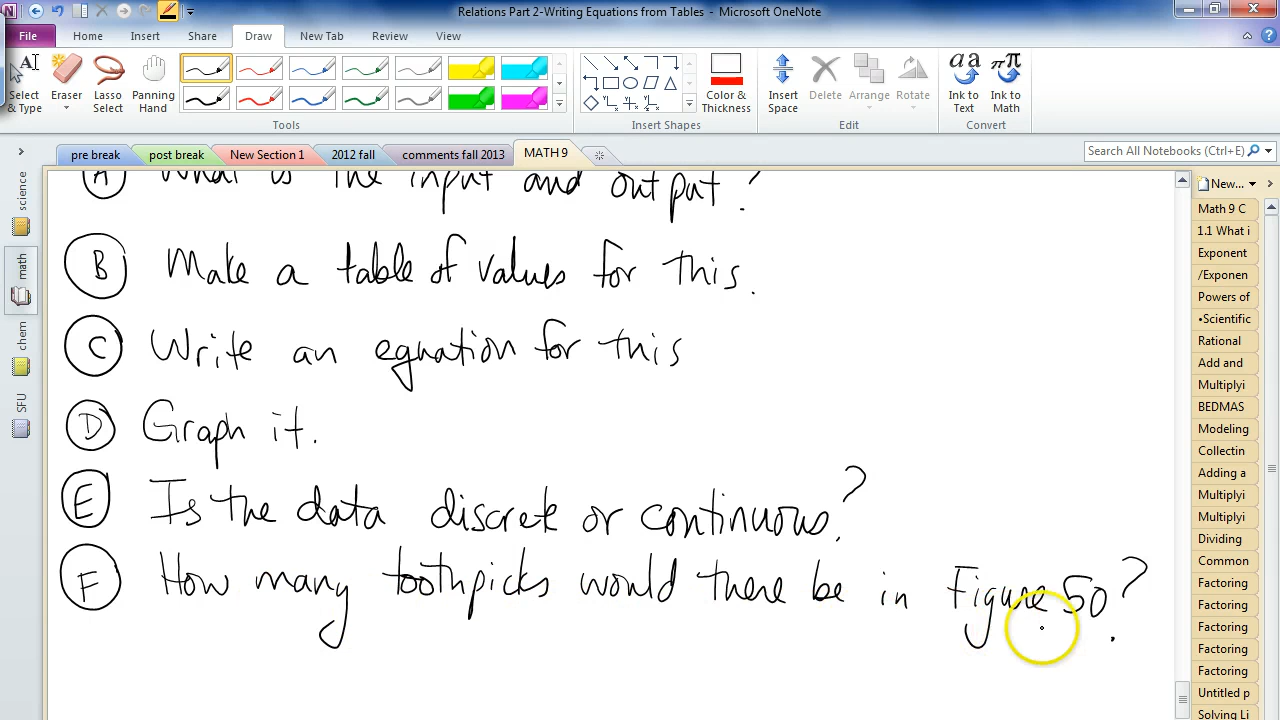 Relations Part 2-Writing Equations from Tables - Microsoft OneNote
File Home Insert Share Draw New Tab Review View
Select & Type Eraser Lasso Select Panning Hand Color & Thickness Insert Space Delete Arrange Rotate Ink to Text Ink to Math
Tools Insert Shapes Edit Convert
pre break post break New Section 1 2012 fall comments fall 2013 MATH 9 Search All Notebooks (Ctrl+E)
science
math
chem
SFU
A What is the input and output?
B Make a table of values for this.
C Write an equation for this
D Graph it.
E Is the data discrete or continuous?
F How many toothpicks would there be in Figure 50?
New...
Math 9 C
1.1 What i
Exponent
/Exponen
Powers of
•Scientific
Rational
Add and
Multiplyi
BEDMAS
Modeling
Collectin
Adding a
Multiplyi
Multiplyi
Dividing
Common
Factoring
Factoring
Factoring
Factoring
Factoring
Untitled p
Solving Li